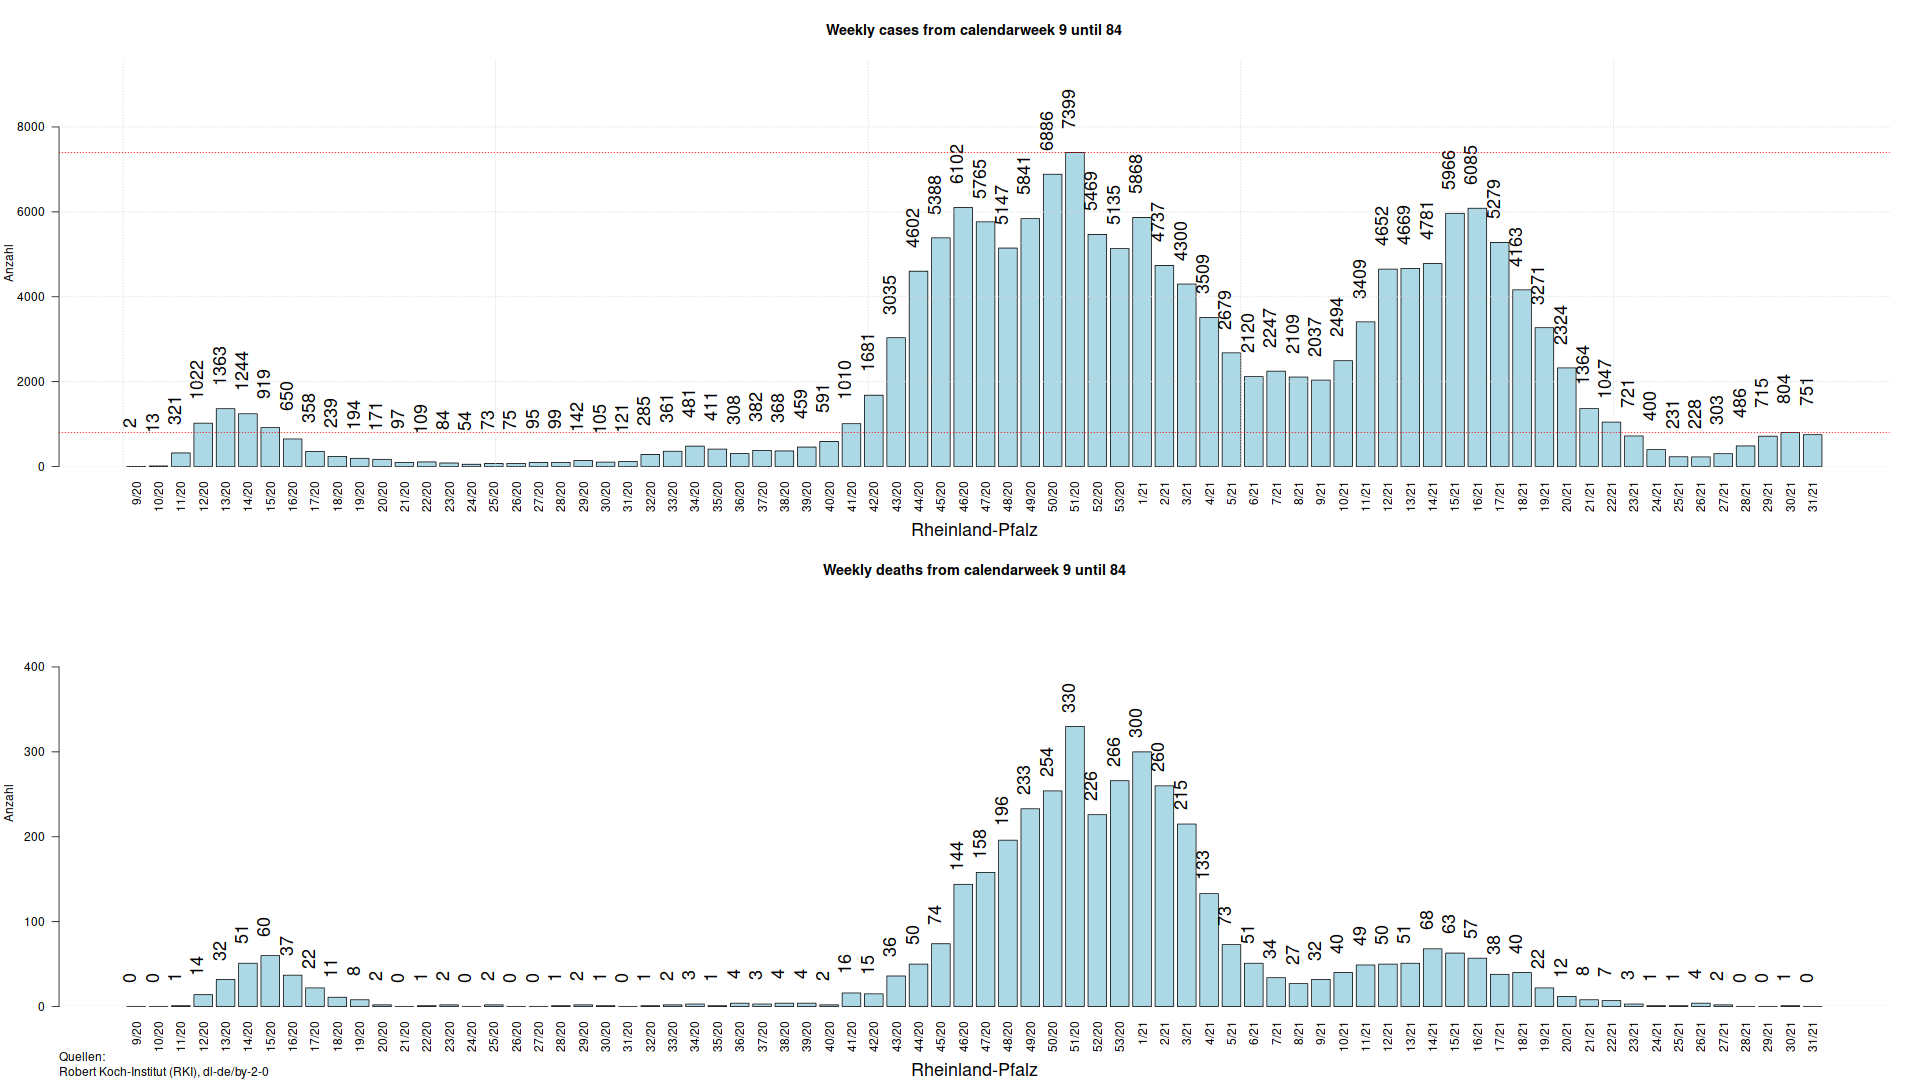 Weekly cases from calendarweek 9 until 84
Anzahl
8000
6000
4000
2000
0
2 13 321 1022 1363 1244 919 650 358 239 194 171 97 109 84 54 73 75 95 99 142 105 121 285 361 481 411 308 382 368 459 591 1010 1681 3035 4602 5388 6102 5765 5147 5841 6886 7399 5469 5135 5868 4737 4300 3509 2679 2120 2247 2109 2037 2494 3409 4652 4669 4781 5966 6085 5279 4163 3271 2324 1364 1047 721 400 231 228 303 486 715 804 751
9/20 10/20 11/20 12/20 13/20 14/20 15/20 16/20 17/20 18/20 19/20 20/20 21/20 22/20 23/20 24/20 25/20 26/20 27/20 28/20 29/20 30/20 31/20 32/20 33/20 34/20 35/20 36/20 37/20 38/20 39/20 40/20 41/20 42/20 43/20 44/20 45/20 46/20 47/20 48/20 49/20 50/20 51/20 52/20 53/20 1/21 2/21 3/21 4/21 5/21 6/21 7/21 8/21 9/21 10/21 11/21 12/21 13/21 14/21 15/21 16/21 17/21 18/21 19/21 20/21 21/21 22/21 23/21 24/21 25/21 26/21 27/21 28/21 29/21 30/21 31/21
Rheinland-Pfalz
Weekly deaths from calendarweek 9 until 84
Anzahl
400
300
200
100
0
0 0 1 14 32 51 60 37 22 11 8 2 0 1 2 0 2 0 0 1 2 1 0 1 2 3 1 4 3 4 4 2 16 15 36 50 74 144 158 196 233 254 330 226 266 300 260 215 133 73 51 34 27 32 40 49 50 51 68 63 57 38 40 22 12 8 7 3 1 1 4 2 0 0 1 0
9/20 10/20 11/20 12/20 13/20 14/20 15/20 16/20 17/20 18/20 19/20 20/20 21/20 22/20 23/20 24/20 25/20 26/20 27/20 28/20 29/20 30/20 31/20 32/20 33/20 34/20 35/20 36/20 37/20 38/20 39/20 40/20 41/20 42/20 43/20 44/20 45/20 46/20 47/20 48/20 49/20 50/20 51/20 52/20 53/20 1/21 2/21 3/21 4/21 5/21 6/21 7/21 8/21 9/21 10/21 11/21 12/21 13/21 14/21 15/21 16/21 17/21 18/21 19/21 20/21 21/21 22/21 23/21 24/21 25/21 26/21 27/21 28/21 29/21 30/21 31/21
Rheinland-Pfalz
Quellen:
Robert Koch-Institut (RKI), dl-de/by-2-0